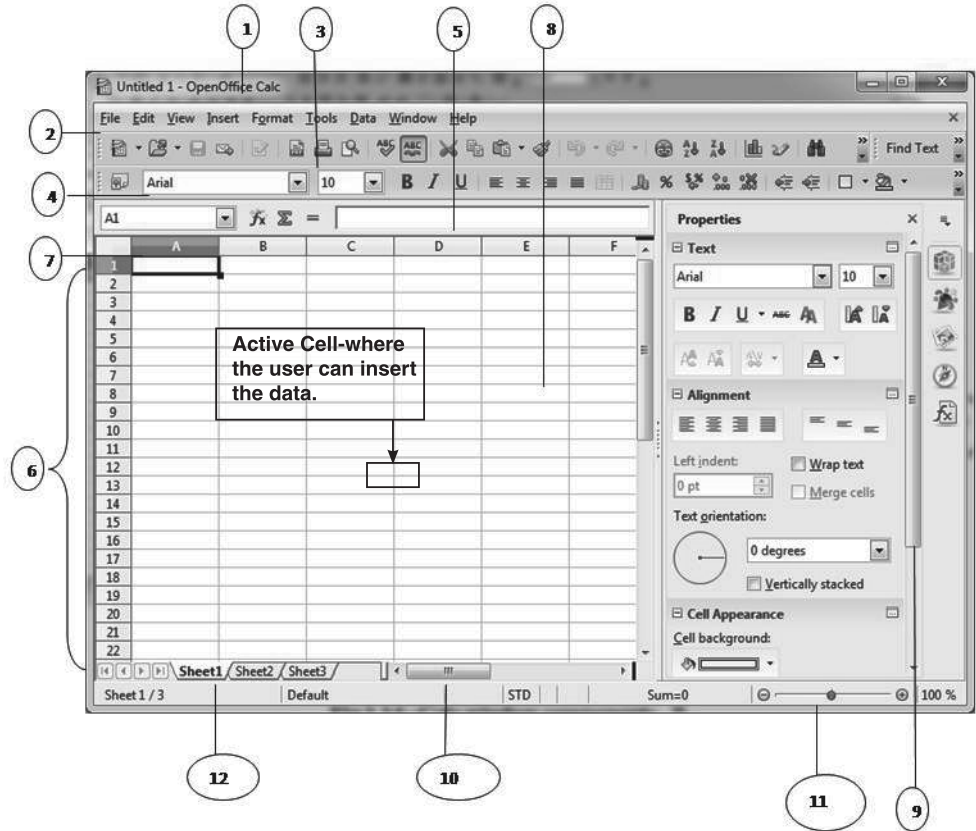 1
3
5
8
Untitled 1 - OpenOffice Calc
2
File Edit View Insert Format Tools Data Window Help
Find Text
4
Arial 10 B I U
A1 fx Σ =
Properties
7
A B C D E F
Text
Arial 10
B I U ABC
1
2
3
4
5
6
7
8
9
10
11
12
13
14
15
16
17
18
19
20
21
22
Active Cell-where
the user can insert
the data.
Alignment
Left indent: Wrap text
0 pt Merge cells
Text orientation:
0 degrees
Vertically stacked
Cell Appearance
Cell background:
6
Sheet1 Sheet2 Sheet3
Sheet 1 / 3 Default STD Sum=0 100 %
12
10
11
9